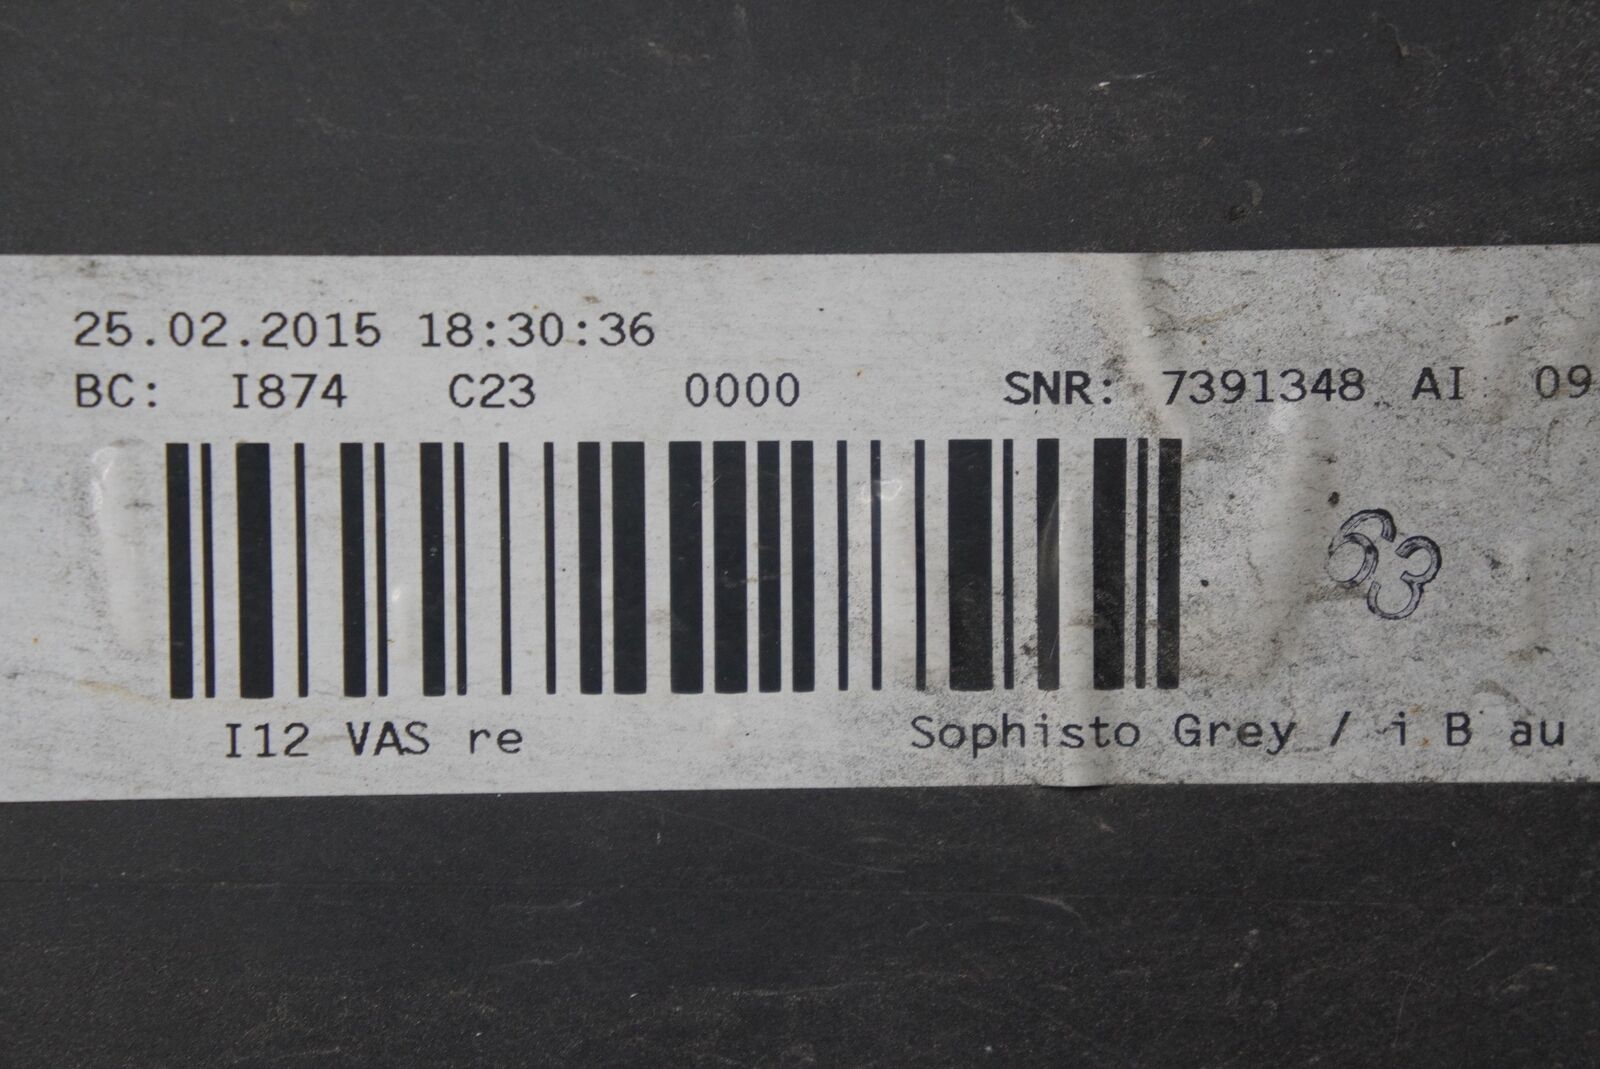 25.02.2015 18:30:36
BC: I874 C23 0000 SNR: 7391348 AI 09
63
I12 VAS re Sophisto Grey / i B au